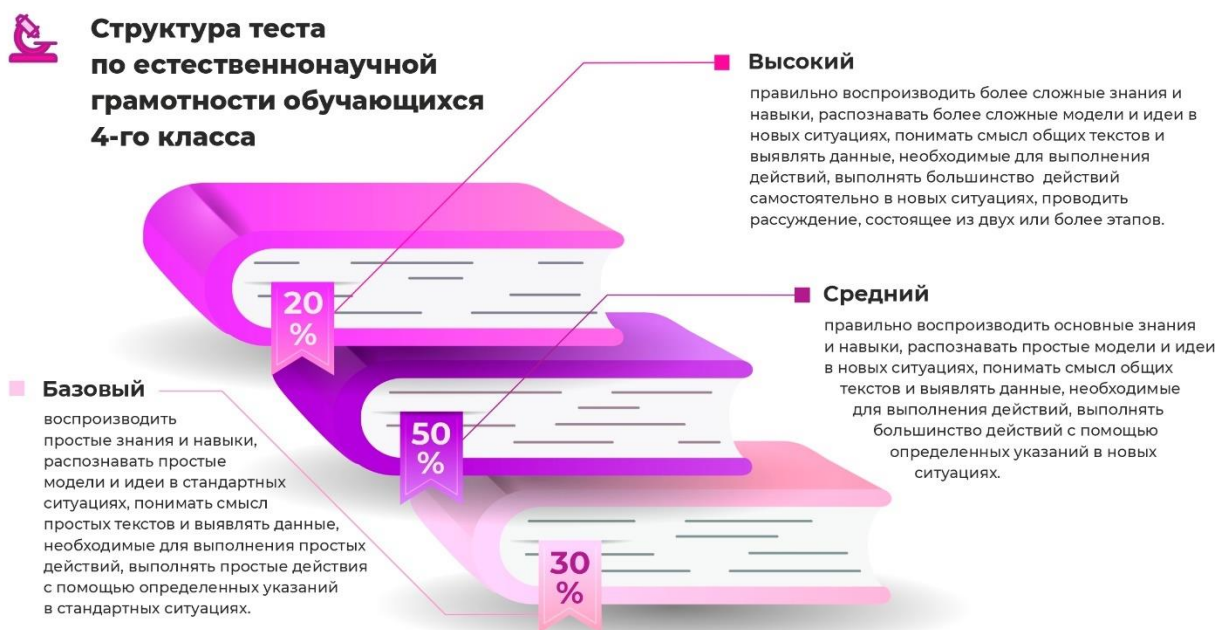 Структура теста
по естественнонаучной
грамотности обучающихся
4-го класса
Высокий
правильно воспроизводить более сложные знания и
навыки, распознавать более сложные модели и идеи в
новых ситуациях, понимать смысл общих текстов и
выявлять данные, необходимые для выполнения
действий, выполнять большинство действий
самостоятельно в новых ситуациях, проводить
рассуждение, состоящее из двух или более этапов.
20
%
Средний
правильно воспроизводить основные знания
и навыки, распознавать простые модели и идеи
в новых ситуациях, понимать смысл общих
текстов и выявлять данные, необходимые
для выполнения действий, выполнять
большинство действий с помощью
определенных указаний в новых
ситуациях.
50
%
Базовый
воспроизводить
простые знания и навыки,
распознавать простые
модели и идеи в стандартных
ситуациях, понимать смысл
простых текстов и выявлять данные,
необходимые для выполнения простых
действий, выполнять простые действия
с помощью определенных указаний
в стандартных ситуациях.
30
%